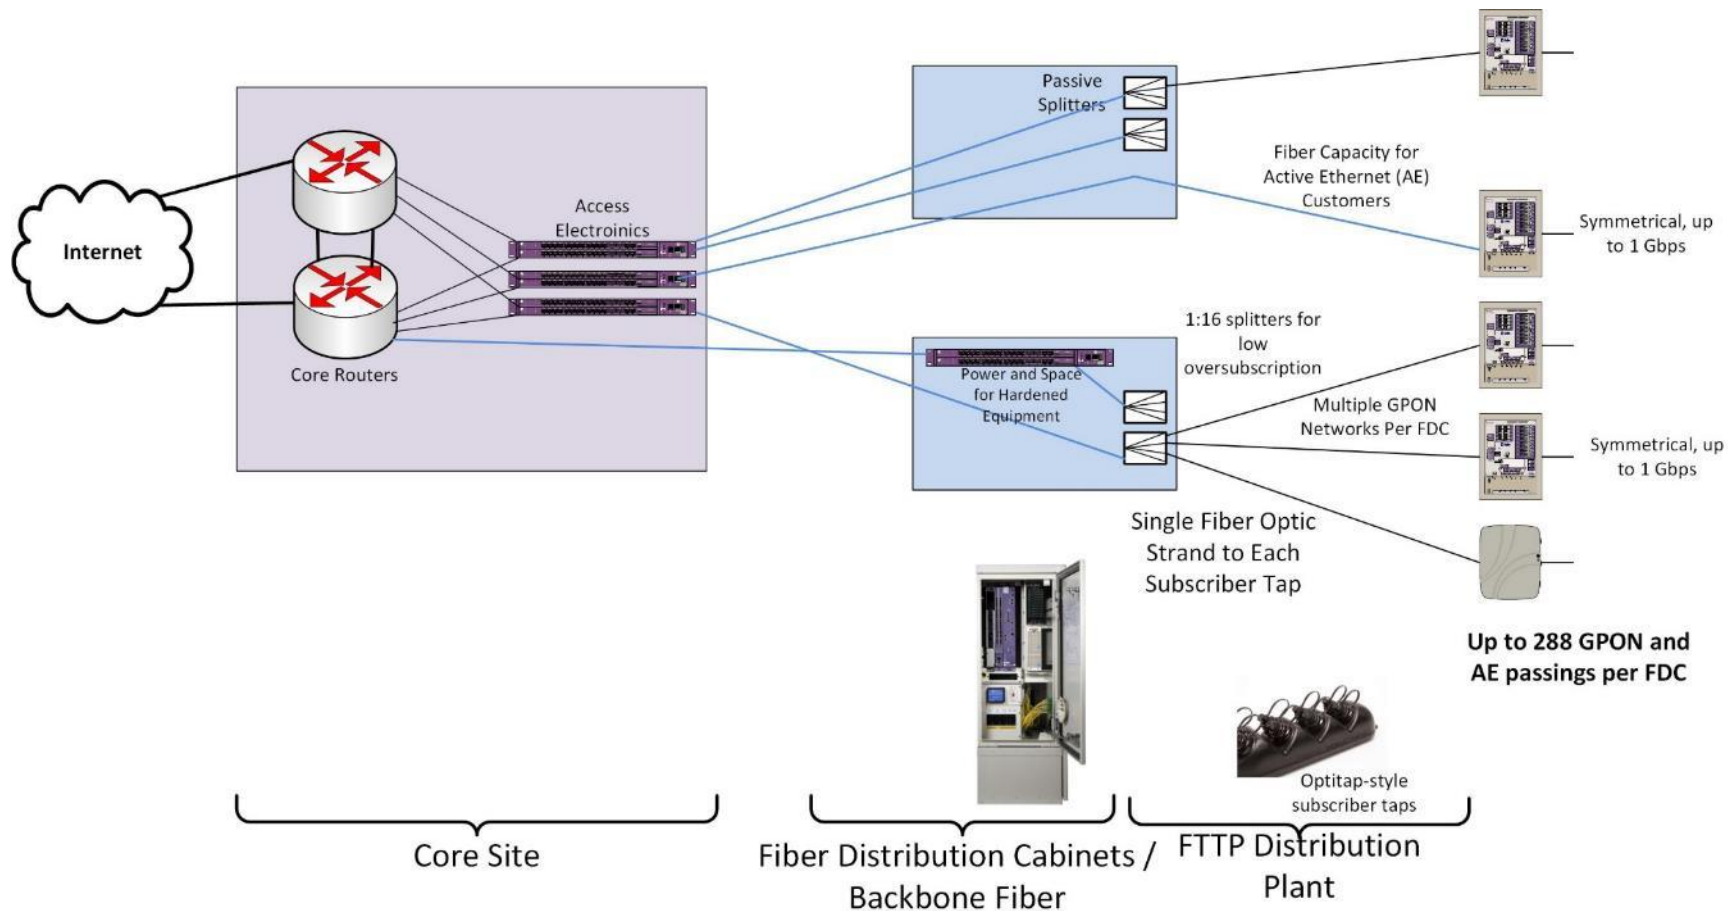 Passive
Splitters
Fiber Capacity for
Active Ethernet (AE)
Customers
Access
Electroinics
Symmetrical, up
to 1 Gbps
Internet
1:16 splitters for
low
oversubscription
Core Routers
Power and Space
for Hardened
Equipment
Multiple GPON
Networks Per FDC
Symmetrical, up
to 1 Gbps
Single Fiber Optic
Strand to Each
Subscriber Tap
Up to 288 GPON and
AE passings per FDC
Optitap-style
subscriber taps
Core Site
Fiber Distribution Cabinets /
Backbone Fiber
FTTP Distribution
Plant